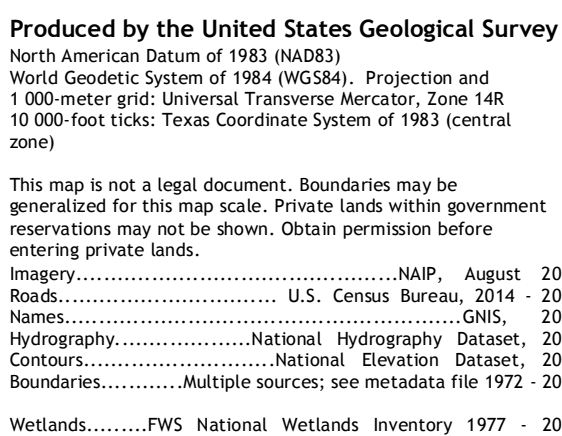 Produced by the United States Geological Survey
North American Datum of 1983 (NAD83)
World Geodetic System of 1984 (WGS84). Projection and
1 000-meter grid: Universal Transverse Mercator, Zone 14R
10 000-foot ticks: Texas Coordinate System of 1983 (central
zone)
This map is not a legal document. Boundaries may be
generalized for this map scale. Private lands within government
reservations may not be shown. Obtain permission before
entering private lands.
Imagery..............................................NAIP, August 20
Roads................................ U.S. Census Bureau, 2014 - 20
Names.........................................................GNIS, 20
Hydrography....................National Hydrography Dataset, 20
Contours............................National Elevation Dataset, 20
Boundaries............Multiple sources; see metadata file 1972 - 20
Wetlands.........FWS National Wetlands Inventory 1977 - 20